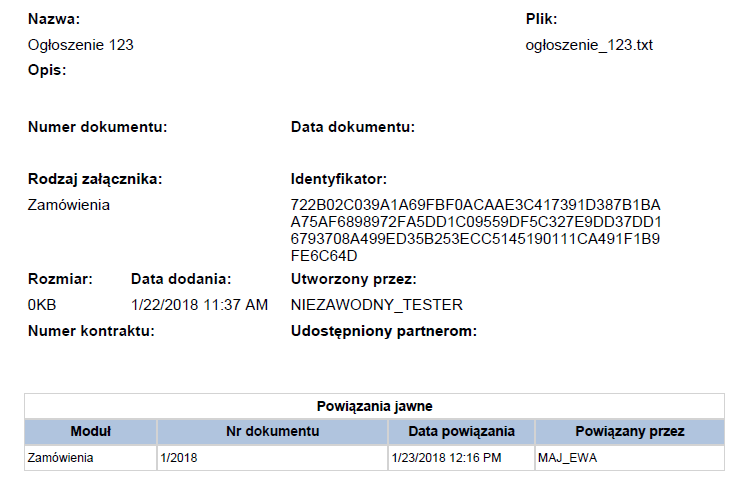 Nazwa: Plik:
Ogłoszenie 123 ogłoszenie_123.txt
Opis:
Numer dokumentu: Data dokumentu:
Rodzaj załącznika: Identyfikator:
Zamówienia 722B02C039A1A69FBF0ACAAE3C417391D387B1BA
A75AF6898972FA5DD1C09559DF5C327E9DD37DD1
6793708A499ED35B253ECC5145190111CA491F1B9
FE6C64D
Rozmiar: Data dodania: Utworzony przez:
0KB 1/22/2018 11:37 AM NIEZAWODNY_TESTER
Numer kontraktu: Udostępniony partnerom:
Powiązania jawne
Moduł Nr dokumentu Data powiązania Powiązany przez
Zamówienia 1/2018 1/23/2018 12:16 PM MAJ_EWA